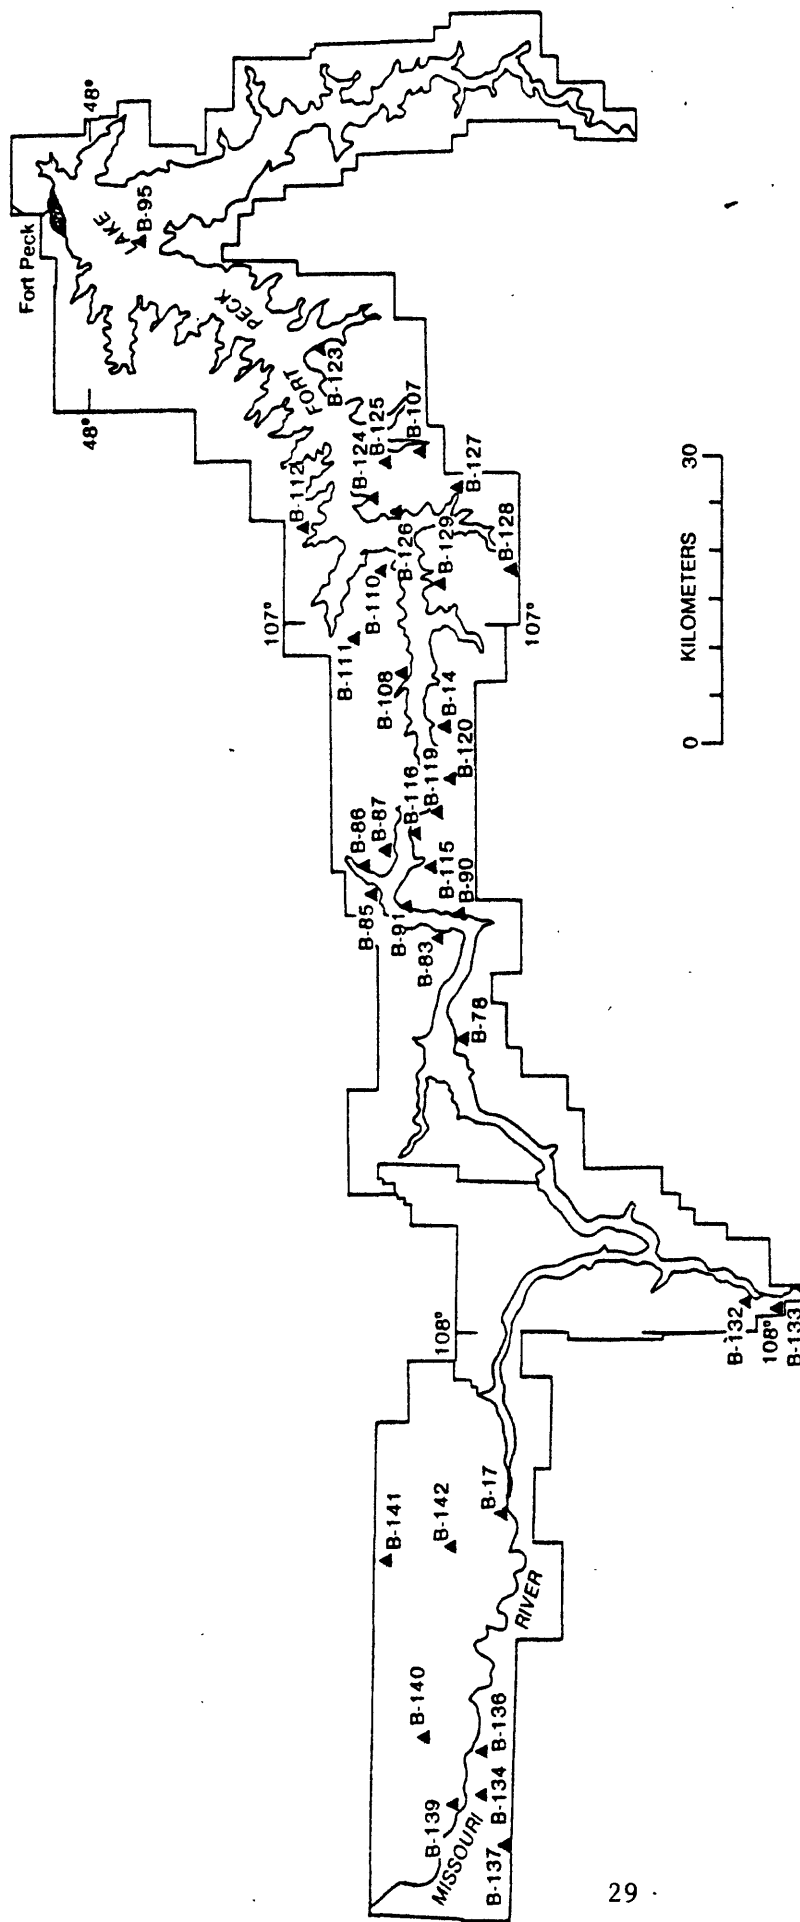 Fort Peck
48°
48°
LAKE
PECK
FORT
B-95
B-123
B-125
B-124
B-107
B-112
B-127
B-126
B-129
B-128
B-110
107°
107°
B-111
B-108
B-14
B-120
B-119
B-116
B-87
B-86
B-115
B-90
B-85
B-91
B-83
B-78
108°
B-132
108°
B-133
B-17
B-142
B-141
B-140
B-136
B-134
B-139
B-137
MISSOURI
RIVER
KILOMETERS
0
30
29